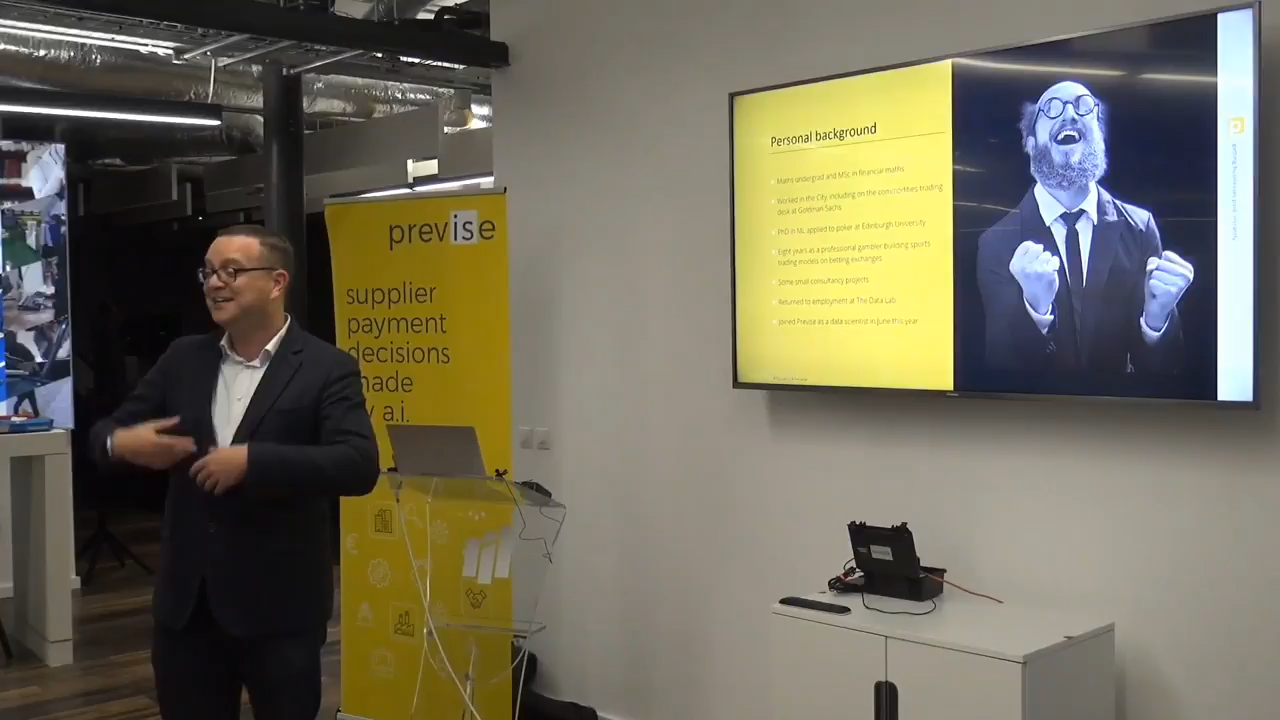 previse
supplier
payment
decisions
made
a.i.
Personal background
Maths undergrad and MSc in financial maths
Worked in the City, including on the commodities trading
desk at Goldman Sachs
PhD in ML applied to poker at Edinburgh University
Eight years as a professional gambler building sports
trading models on betting exchanges
Some small consultancy projects
Returned to employment at The Data Lab
Joined Previse as a data scientist in June this year